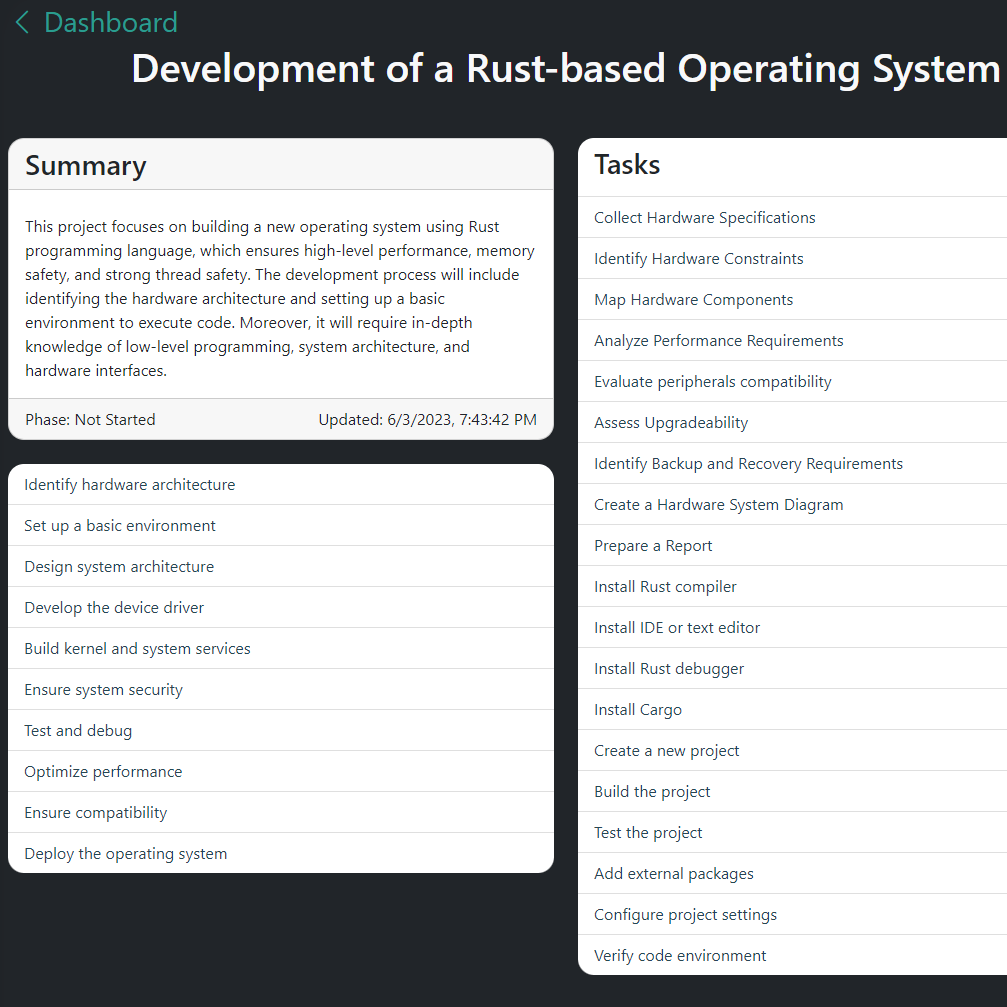 Dashboard
Development of a Rust-based Operating System
Summary
This project focuses on building a new operating system using Rust
programming language, which ensures high-level performance, memory
safety, and strong thread safety. The development process will include
identifying the hardware architecture and setting up a basic
environment to execute code. Moreover, it will require in-depth
knowledge of low-level programming, system architecture, and
hardware interfaces.
Phase: Not Started
Updated: 6/3/2023, 7:43:42 PM
Identify hardware architecture
Set up a basic environment
Design system architecture
Develop the device driver
Build kernel and system services
Ensure system security
Test and debug
Optimize performance
Ensure compatibility
Deploy the operating system
Tasks
Collect Hardware Specifications
Identify Hardware Constraints
Map Hardware Components
Analyze Performance Requirements
Evaluate peripherals compatibility
Assess Upgradeability
Identify Backup and Recovery Requirements
Create a Hardware System Diagram
Prepare a Report
Install Rust compiler
Install IDE or text editor
Install Rust debugger
Install Cargo
Create a new project
Build the project
Test the project
Add external packages
Configure project settings
Verify code environment